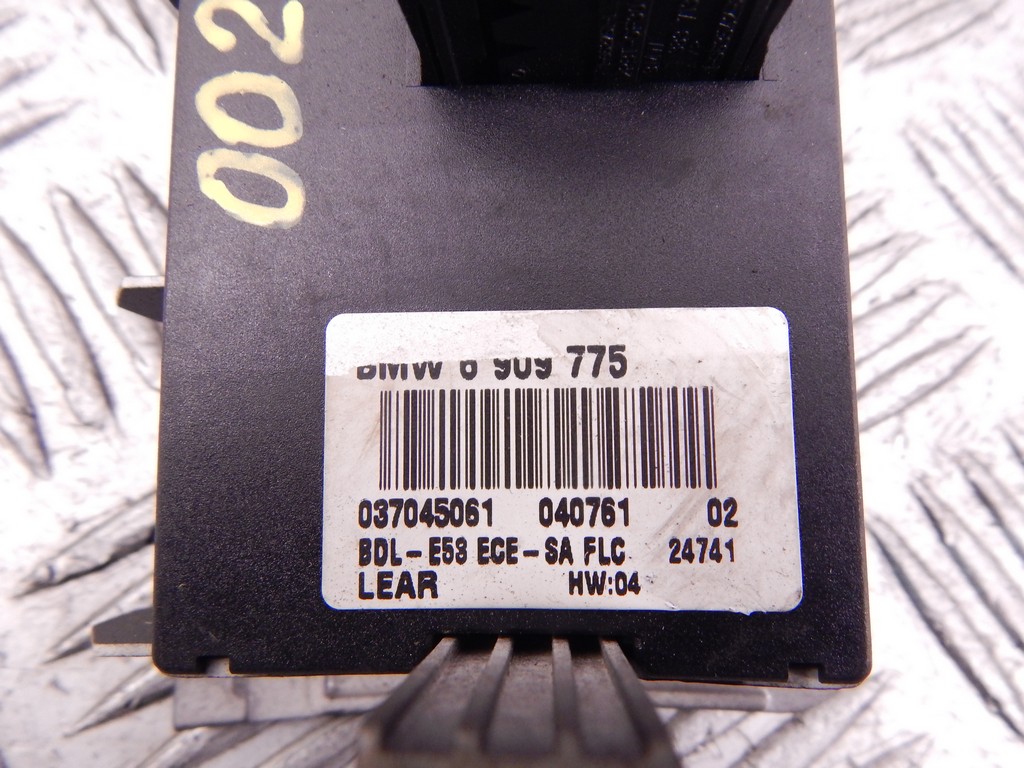 002
BMW 6 909 775
037045061 040761 02
BDL-E53 ECE-SA FLC 24741
LEAR HW:04